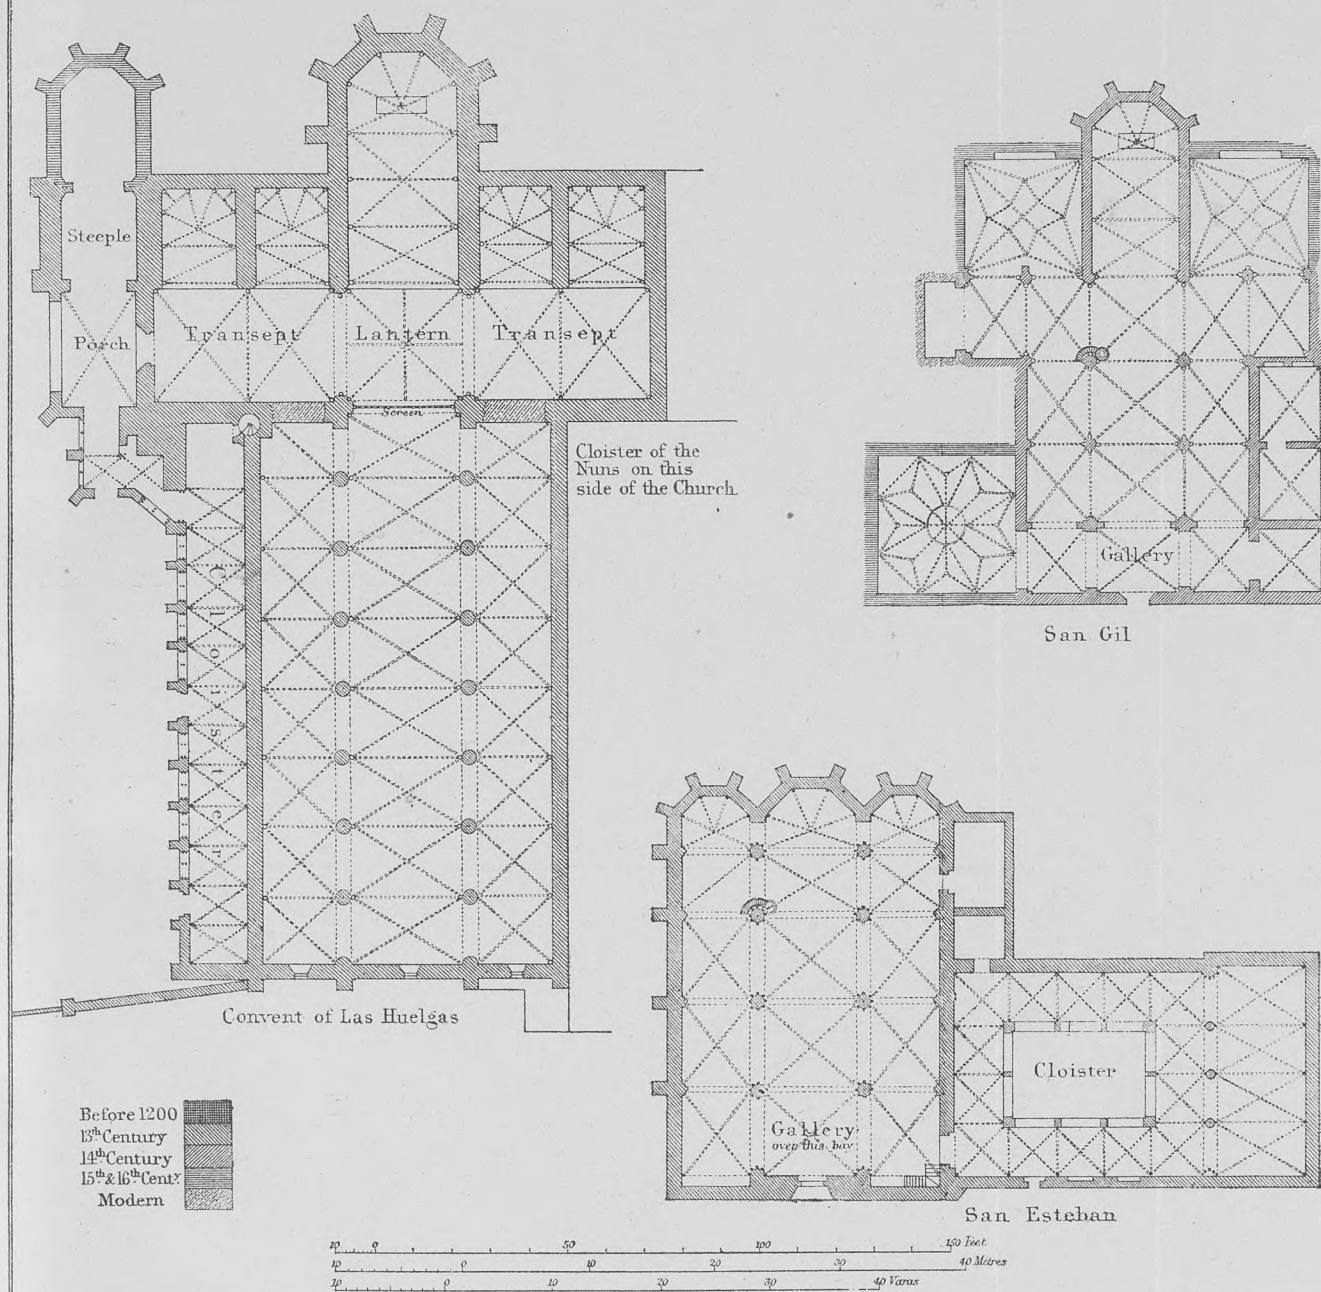 Steeple
Porch
Transept
Lantern
Transept
Screen
Cloister of the
Nuns on this
side of the Church
Cloister
Convent of Las Huelgas
Gallery
San Gil
Gallery
over this bay
Cloister
San Esteban
Before 1200
13th Century
14th Century
15th & 16th Centy
Modern
10 0 50 100 150 Feet
10 0 10 20 30 40 Mètres
10 0 10 20 30 40 Varas